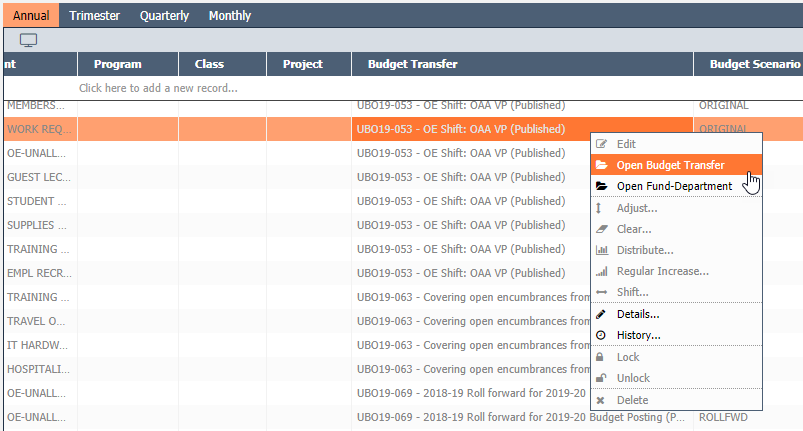 Annual Trimester Quarterly Monthly
nt Program Class Project Budget Transfer Budget Scenario
Click here to add a new record...
MEMBERS... UBO19-053 - OE Shift: OAA VP (Published) ORIGINAL
WORK REQ... UBO19-053 - OE Shift: OAA VP (Published) ORIGINAL
OE-UNALL... UBO19-053 - OE Shift: OAA VP (Published)
GUEST LEC... UBO19-053 - OE Shift: OAA VP (Published)
STUDENT ... UBO19-053 - OE Shift: OAA VP (Published)
SUPPLIES ... UBO19-053 - OE Shift: OAA VP (Published)
TRAINING ... UBO19-053 - OE Shift: OAA VP (Published)
EMPL RECR... UBO19-053 - OE Shift: OAA VP (Published)
TRAINING ... UBO19-063 - Covering open encumbrances from
TRAVEL O... UBO19-063 - Covering open encumbrances from
IT HARDW... UBO19-063 - Covering open encumbrances from
HOSPITALI... UBO19-063 - Covering open encumbrances from
OE-UNALL... UBO19-069 - 2018-19 Roll forward for 2019-20
OE-UNALL... UBO19-069 - 2018-19 Roll forward for 2019-20 Budget Posting (P... ROLLFWD
Edit
Open Budget Transfer
Open Fund-Department
Adjust...
Clear...
Distribute...
Regular Increase...
Shift...
Details...
History...
Lock
Unlock
Delete